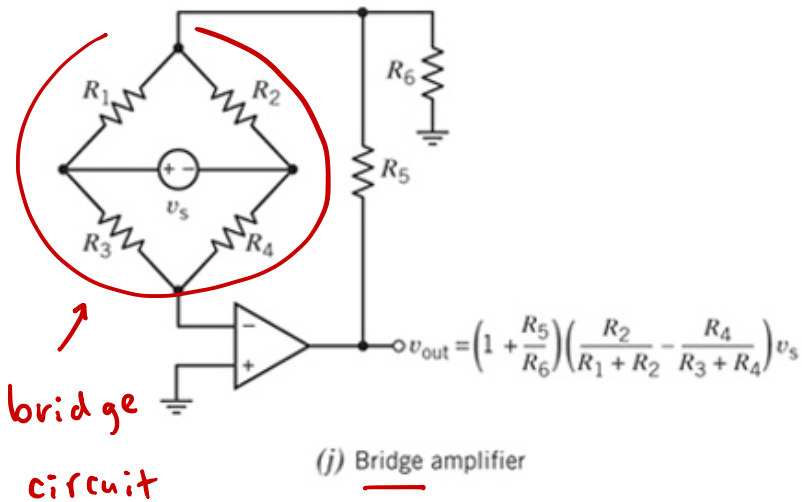 R₁
R₂
R₆
+ −
vₛ
R₅
R₃
R₄
−
+
v_out = (1 + R₅/R₆)(R₂/(R₁ + R₂) − R₄/(R₃ + R₄))vₛ
bridge
circuit
(j) Bridge amplifier